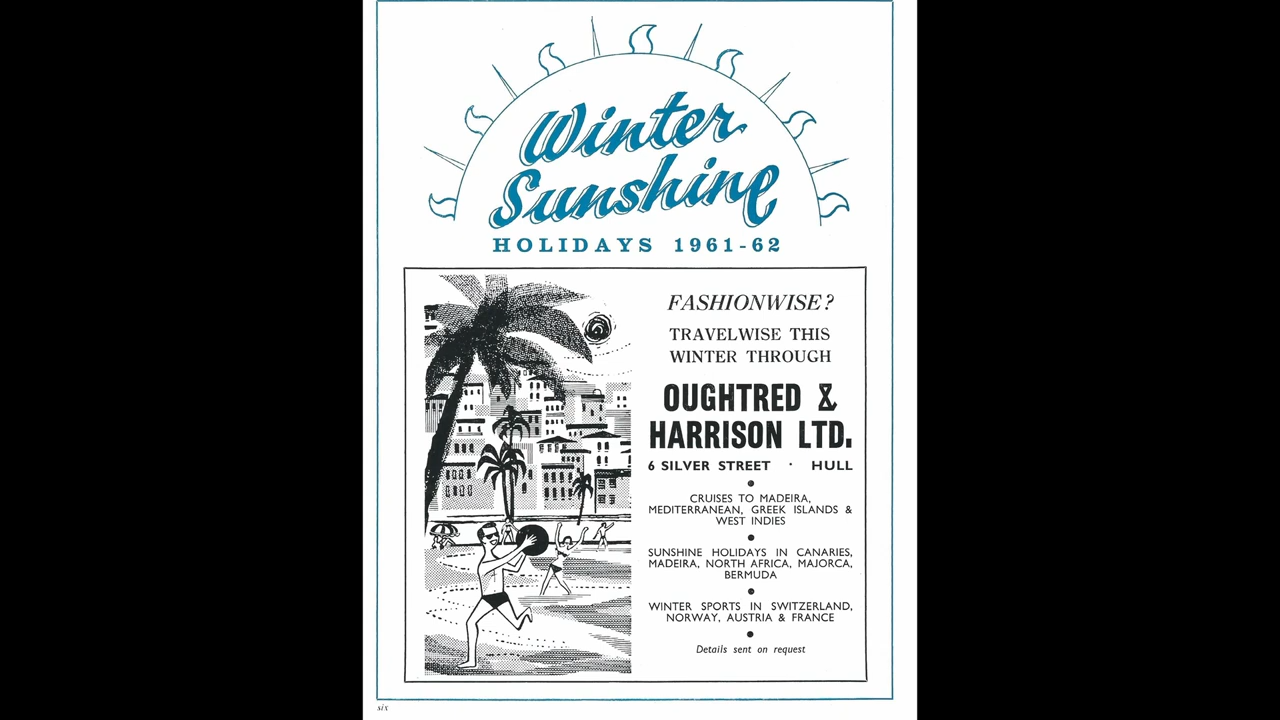 Winter
Sunshine
HOLIDAYS 1961-62
FASHIONWISE?
TRAVELWISE THIS
WINTER THROUGH
OUGHTRED &
HARRISON LTD.
6 SILVER STREET · HULL
CRUISES TO MADEIRA,
MEDITERRANEAN, GREEK ISLANDS &
WEST INDIES
SUNSHINE HOLIDAYS IN CANARIES,
MADEIRA, NORTH AFRICA, MAJORCA,
BERMUDA
WINTER SPORTS IN SWITZERLAND,
NORWAY, AUSTRIA & FRANCE
Details sent on request
six